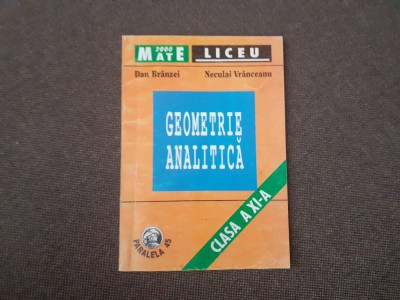 MATE 2000 LICEU
Dan Brânzei Neculai Vrânceanu
GEOMETRIE
ANALITICĂ
CLASA A XI-A
PARALELA 45